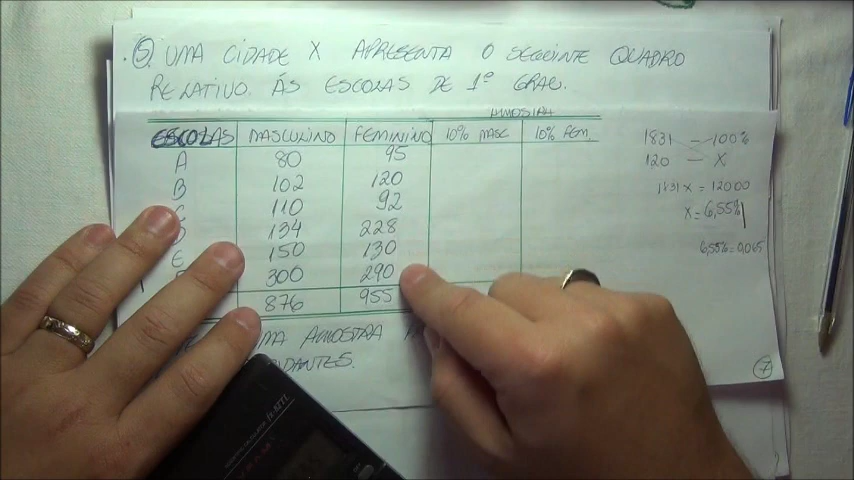 5 UMA CIDADE X APRESENTA O SEGUINTE QUADRO
RELATIVO ÀS ESCOLAS DE 1º GRAU.
AMOSTRA
ESCOLAS MASCULINO FEMININO 10% MASC 10% FEM.
A 80 95
B 102 120
C 110 92
D 134 228
E 150 130
300 290
876 955
AMOSTRA
1831 – 100%
120 – X
1831 X = 12000
X = 6,55%
6,55% = 0,065
7